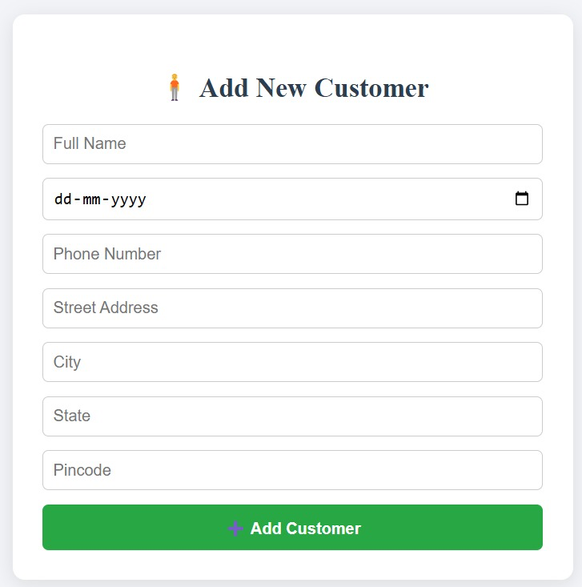 Add New Customer
Full Name
dd-mm-yyyy
Phone Number
Street Address
City
State
Pincode
➕ Add Customer